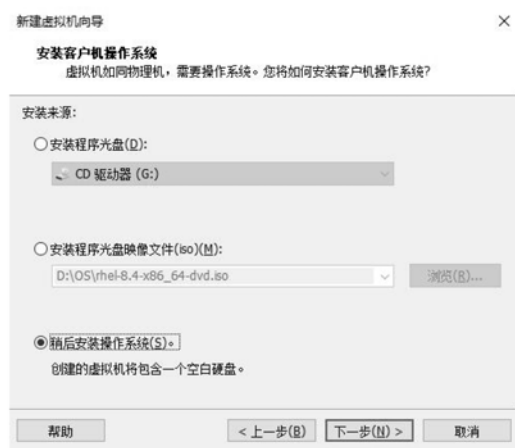 新建虚拟机向导
安装客户机操作系统
虚拟机如同物理机，需要操作系统。您将如何安装客户机操作系统?
安装来源:
安装程序光盘(D):
CD 驱动器 (G:)
安装程序光盘映像文件(iso)(M):
D:\OS\rhel-8.4-x86_64-dvd.iso
浏览(R)...
稍后安装操作系统(S)。
创建的虚拟机将包含一个空白硬盘。
帮助
< 上一步(B)
下一步(N) >
取消